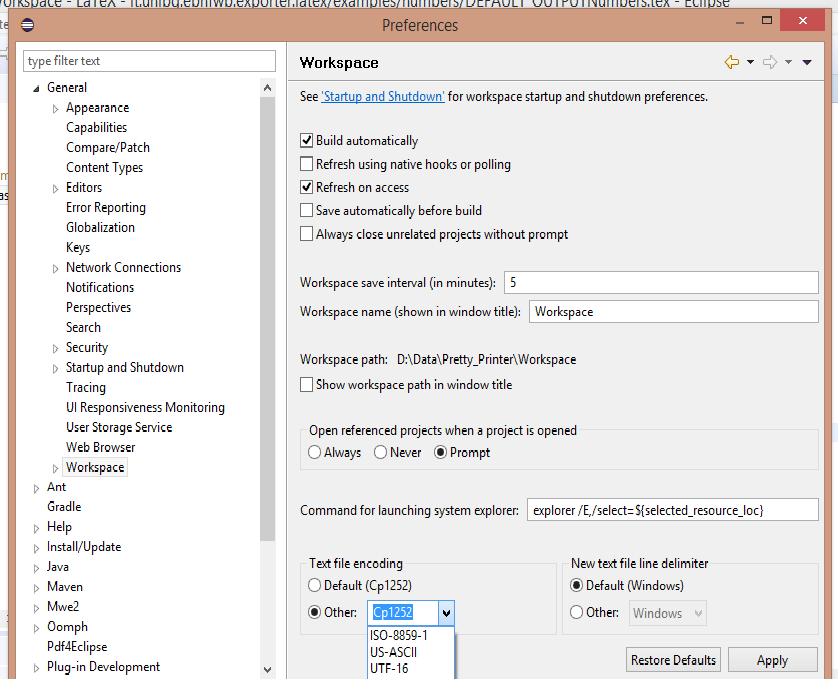 Workspace - LaTeX - it.unibg.ebnfwb.exporter.latex/examples/numbers/DEFAULT_OUTPUTNumbers.tex - Eclipse
Preferences
type filter text
General
Appearance
Capabilities
Compare/Patch
Content Types
Editors
Error Reporting
Globalization
Keys
Network Connections
Notifications
Perspectives
Search
Security
Startup and Shutdown
Tracing
UI Responsiveness Monitoring
User Storage Service
Web Browser
Workspace
Ant
Gradle
Help
Install/Update
Java
Maven
Mwe2
Oomph
Pdf4Eclipse
Plug-in Development
Workspace
See 'Startup and Shutdown' for workspace startup and shutdown preferences.
Build automatically
Refresh using native hooks or polling
Refresh on access
Save automatically before build
Always close unrelated projects without prompt
Workspace save interval (in minutes): 5
Workspace name (shown in window title): Workspace
Workspace path: D:\Data\Pretty_Printer\Workspace
Show workspace path in window title
Open referenced projects when a project is opened
Always Never Prompt
Command for launching system explorer: explorer /E,/select=${selected_resource_loc}
Text file encoding
Default (Cp1252)
Other: Cp1252
ISO-8859-1
US-ASCII
UTF-16
New text file line delimiter
Default (Windows)
Other: Windows
Restore Defaults Apply